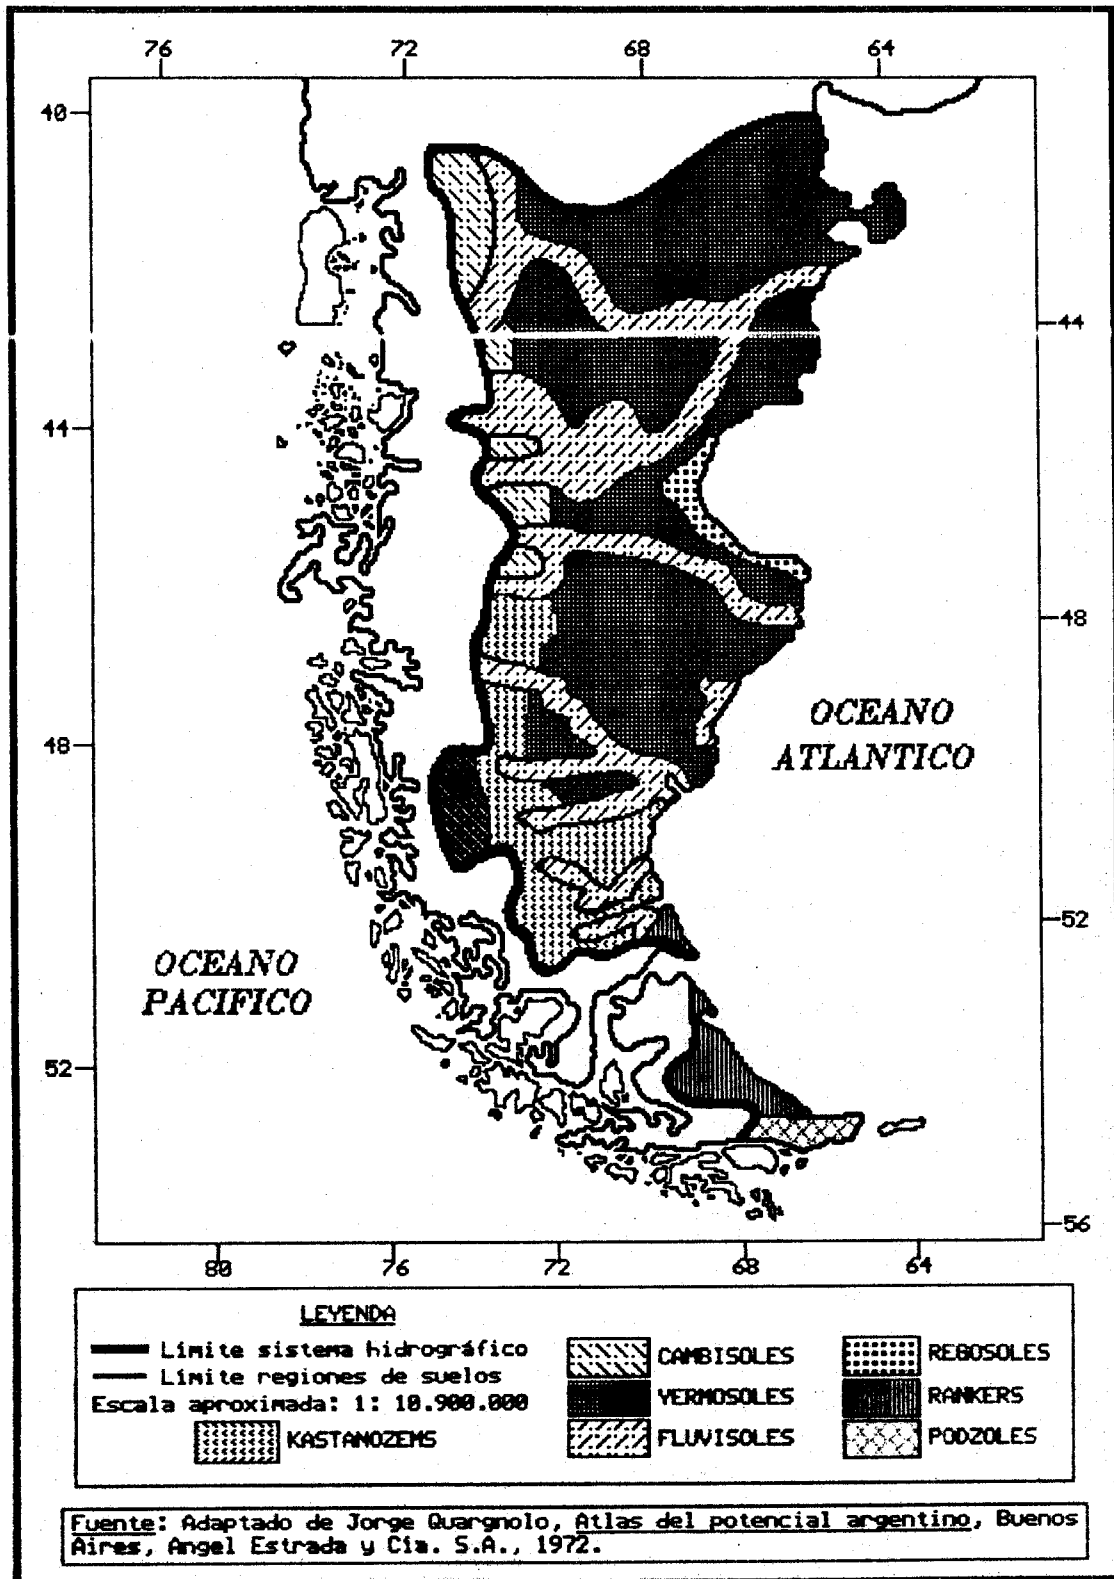 76 72 68 64
40
44
44
48
48
OCEANO
ATLANTICO
52
OCEANO
PACIFICO
52
56
80 76 72 68 64
LEYENDA
Límite sistema hidrográfico
Límite regiones de suelos
Escala aproximada: 1: 10.900.000
KASTANOZEMS
CAMBISOLES
YERMOSOLES
FLUVISOLES
REGOSOLES
RANKERS
PODZOLES
Fuente: Adaptado de Jorge Quargnolo, Atlas del potencial argentino, Buenos
Aires, Angel Estrada y Cía. S.A., 1972.